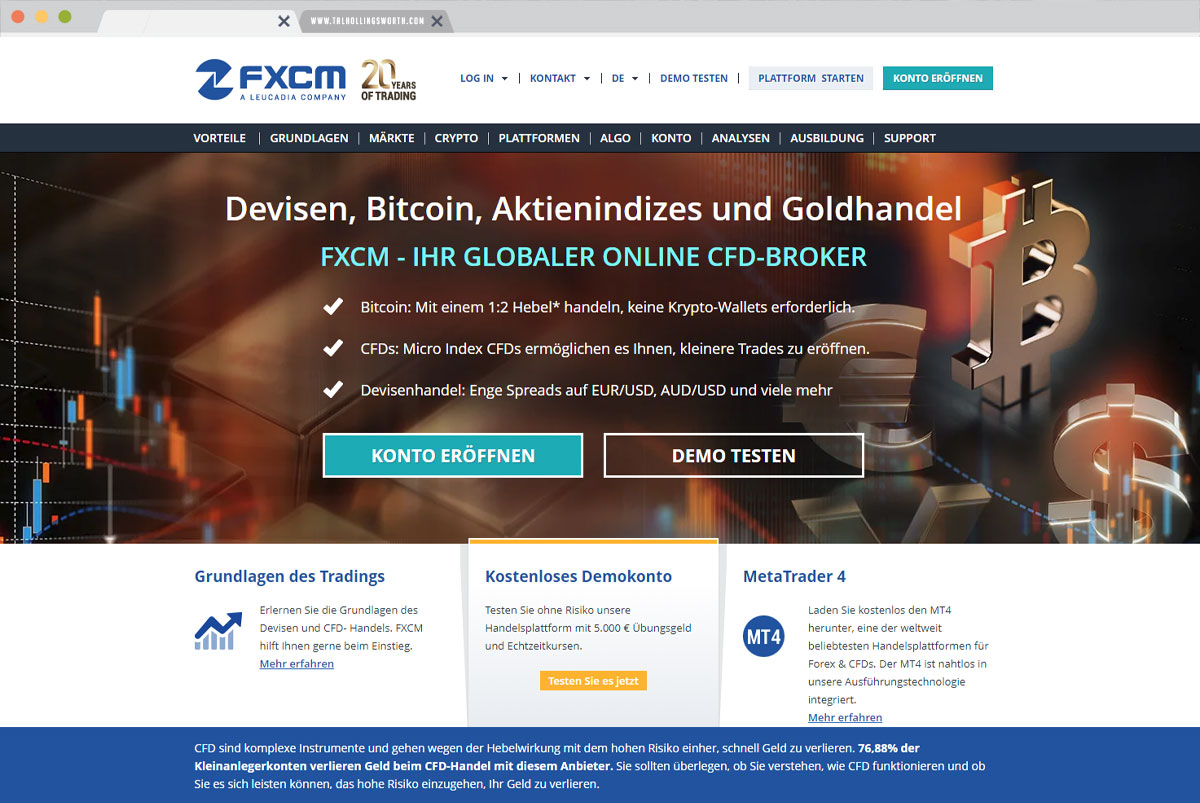 WWW.TALHOLLINGSWORTH.COM
FXCM
A LEUCADIA COMPANY
20 YEARS
OF TRADING
LOG IN
KONTAKT
DE
DEMO TESTEN
PLATTFORM STARTEN
KONTO ERÖFFNEN
VORTEILE
GRUNDLAGEN
MÄRKTE
CRYPTO
PLATTFORMEN
ALGO
KONTO
ANALYSEN
AUSBILDUNG
SUPPORT
Devisen, Bitcoin, Aktienindizes und Goldhandel
FXCM - IHR GLOBALER ONLINE CFD-BROKER
Bitcoin: Mit einem 1:2 Hebel* handeln, keine Krypto-Wallets erforderlich.
CFDs: Micro Index CFDs ermöglichen es Ihnen, kleinere Trades zu eröffnen.
Devisenhandel: Enge Spreads auf EUR/USD, AUD/USD und viele mehr
KONTO ERÖFFNEN
DEMO TESTEN
Grundlagen des Tradings
Erlernen Sie die Grundlagen des
Devisen und CFD- Handels. FXCM
hilft Ihnen gerne beim Einstieg.
Mehr erfahren
Kostenloses Demokonto
Testen Sie ohne Risiko unsere
Handelsplattform mit 5.000 € Übungsgeld
und Echtzeitkursen.
Testen Sie es jetzt
MetaTrader 4
MT4
Laden Sie kostenlos den MT4
herunter, eine der weltweit
beliebtesten Handelsplattformen für
Forex & CFDs. Der MT4 ist nahtlos in
unsere Ausführungstechnologie
integriert.
Mehr erfahren
CFD sind komplexe Instrumente und gehen wegen der Hebelwirkung mit dem hohen Risiko einher, schnell Geld zu verlieren. 76,88% der
Kleinanlegerkonten verlieren Geld beim CFD-Handel mit diesem Anbieter. Sie sollten überlegen, ob Sie verstehen, wie CFD funktionieren und ob
Sie es sich leisten können, das hohe Risiko einzugehen, Ihr Geld zu verlieren.